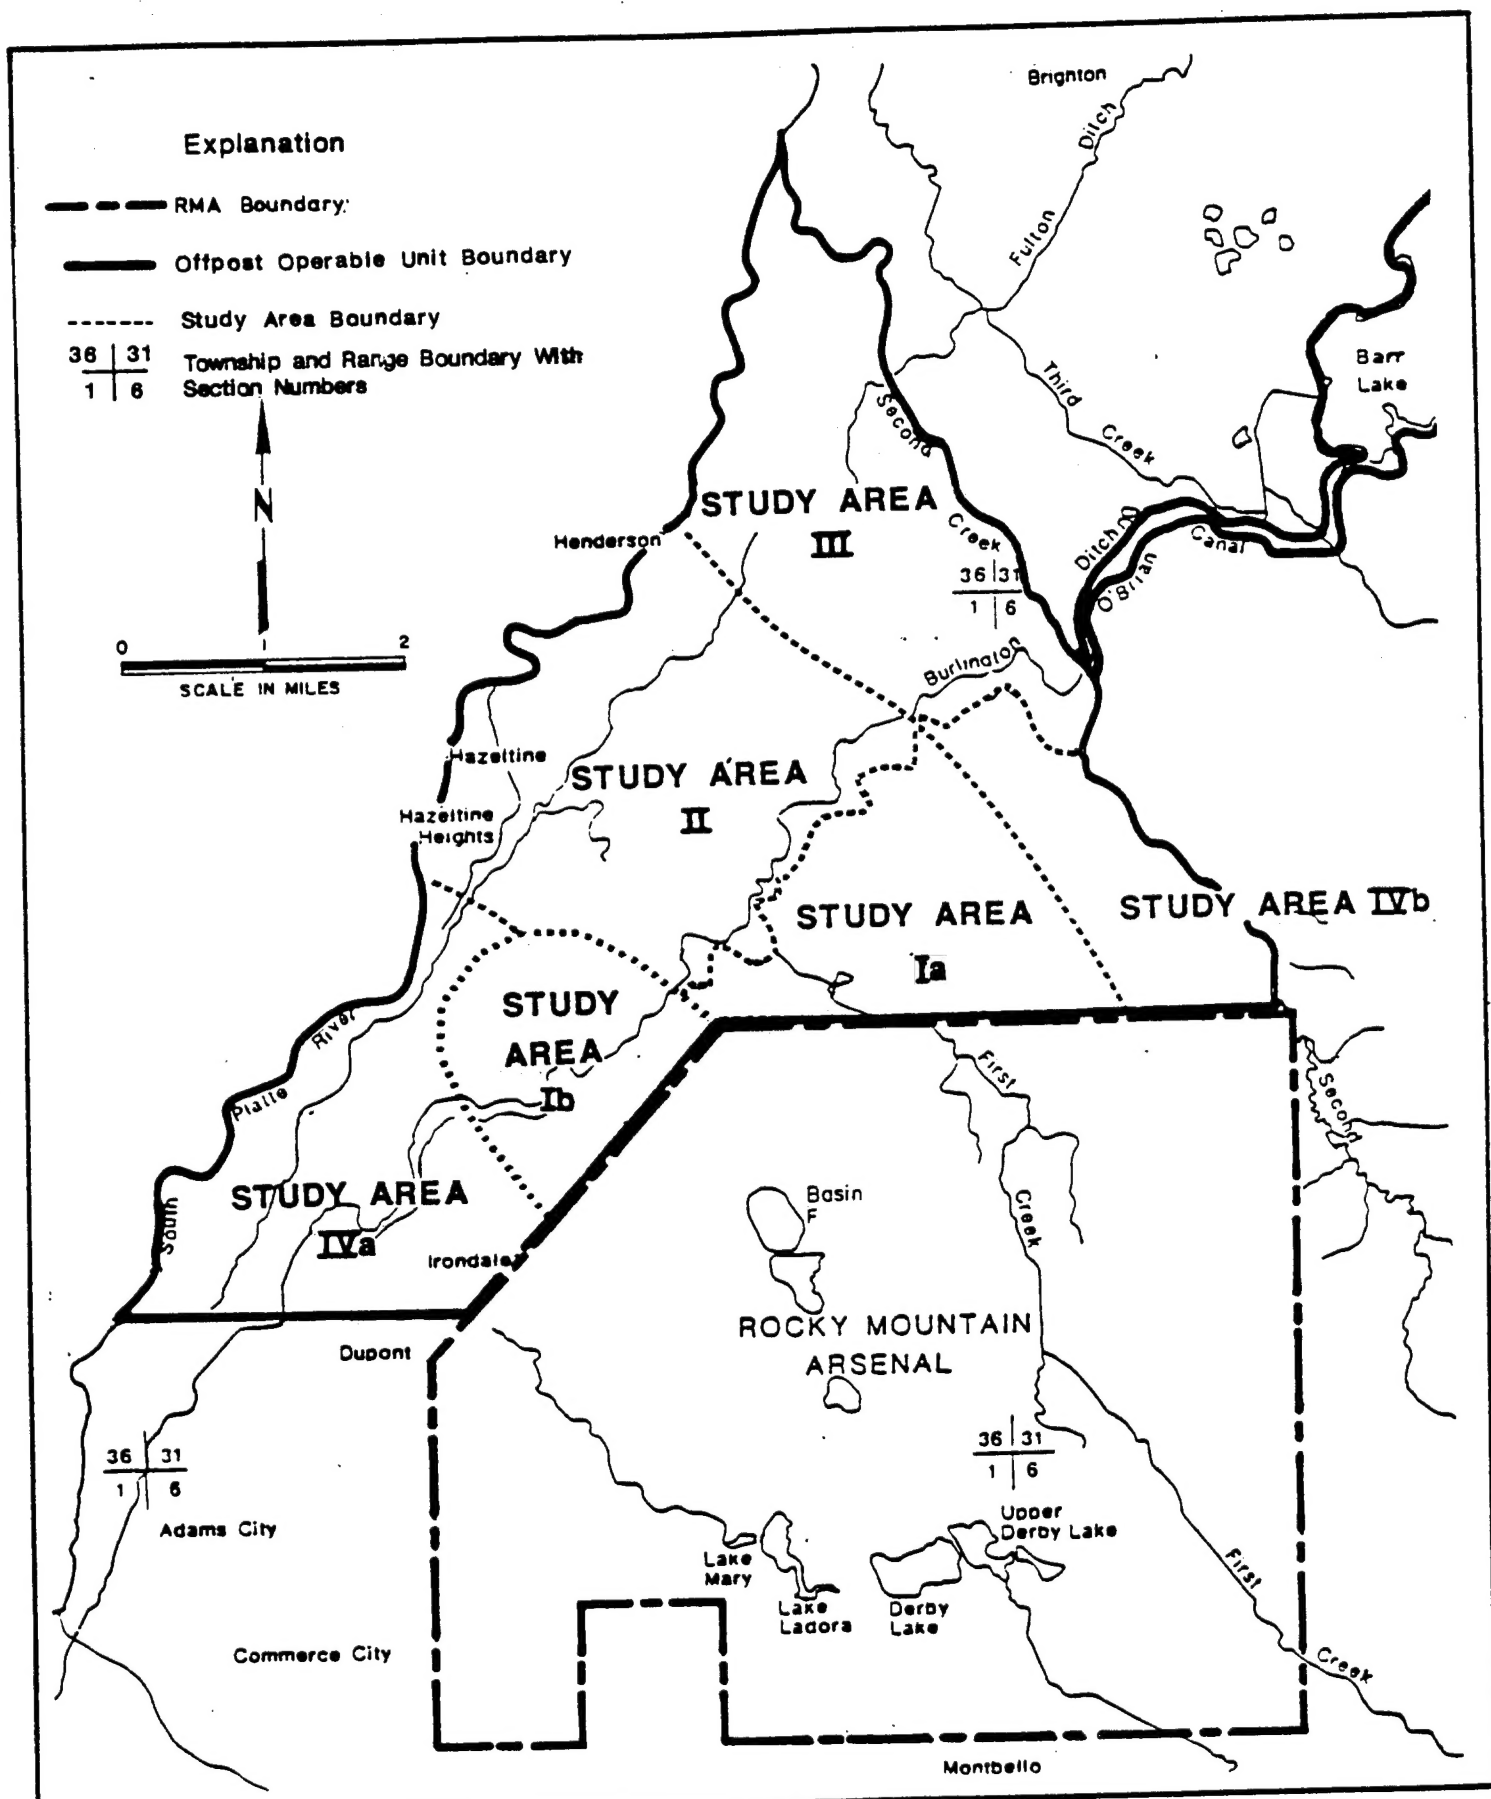 Explanation
RMA Boundary:
Offpost Operable Unit Boundary
Study Area Boundary
36 31
1 6
Township and Range Boundary With
Section Numbers
N
0 2
SCALE IN MILES
Brighton
Fulton Ditch
Barr
Lake
Third Creek
Second Creek
STUDY AREA
III
Henderson
36 31
1 6
Ditch
O'Brian Canal
Burlington
Hazeltine
STUDY AREA
II
Hazeltine
Heights
STUDY AREA
Ia
STUDY AREA IVb
STUDY
AREA
Ib
South Platte River
STUDY AREA
IVa
Irondale
First Creek
Second
Basin
F
ROCKY MOUNTAIN
ARSENAL
Dupont
36 31
1 6
Adams City
36 31
1 6
Upper
Derby Lake
Lake
Mary
Lake
Ladora
Derby
Lake
First Creek
Commerce City
Montbello